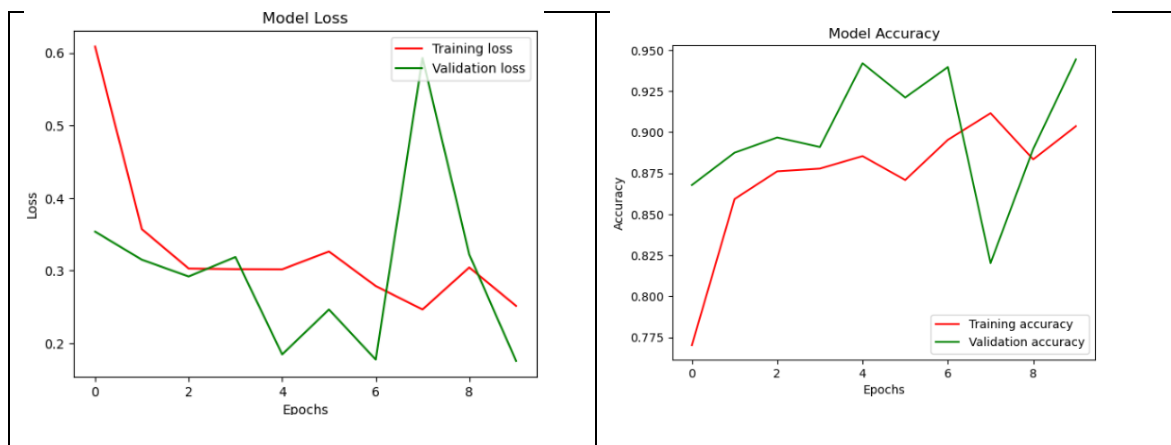 Model Loss
Training loss
Validation loss
Loss
0.6
0.5
0.4
0.3
0.2
0 2 4 6 8
Epochs
Model Accuracy
Accuracy
0.950
0.925
0.900
0.875
0.850
0.825
0.800
0.775
Training accuracy
Validation accuracy
0 2 4 6 8
Epochs